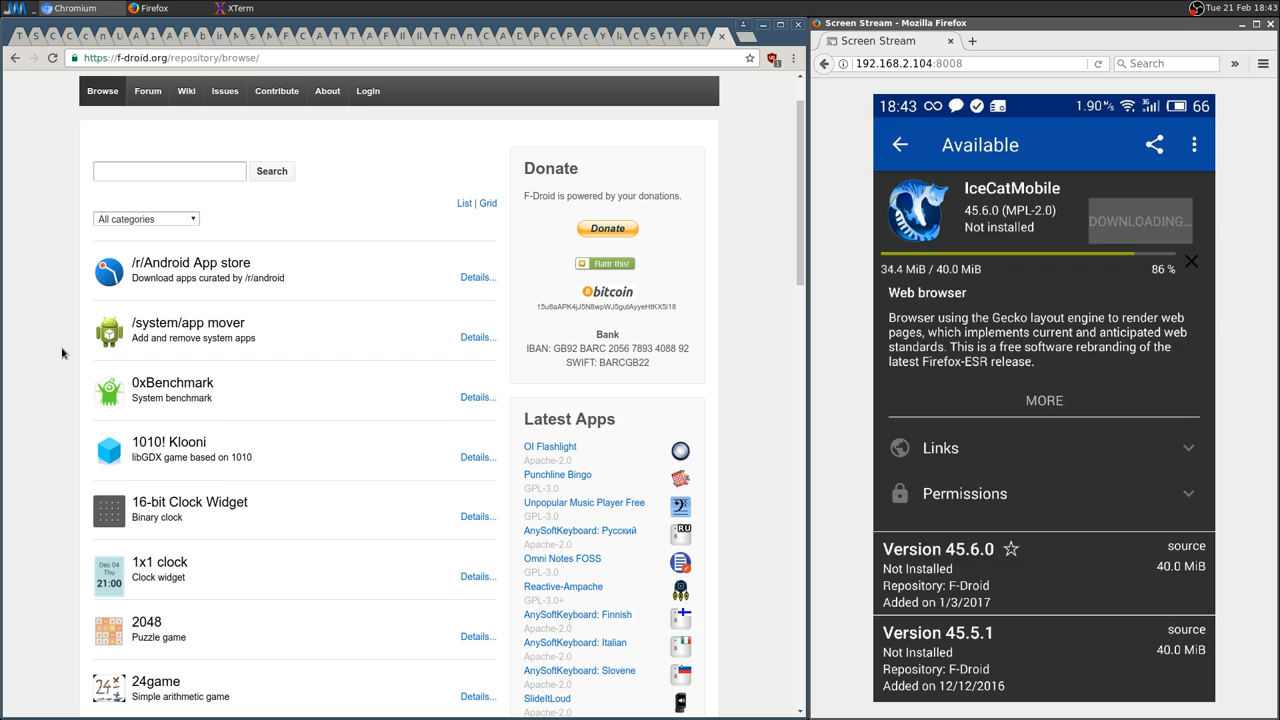 Chromium
Firefox
XTerm
Tue 21 Feb 18:43
Screen Stream - Mozilla Firefox
Screen Stream
https://f-droid.org/repository/browse/
192.168.2.104:8008
Search
Browse
Forum
Wiki
Issues
Contribute
About
Login
Search
List | Grid
All categories
/r/Android App store
Download apps curated by /r/android
Details...
/system/app mover
Add and remove system apps
Details...
0xBenchmark
System benchmark
Details...
1010! Klooni
libGDX game based on 1010
Details...
16-bit Clock Widget
Binary clock
Details...
Dec 04
Thu
21:00
1x1 clock
Clock widget
Details...
2048
Puzzle game
Details...
24game
Simple arithmetic game
Details...
Donate
F-Droid is powered by your donations.
Donate
Flattr this!
bitcoin
15u8aAPK4jJ5N8wpWJ5gutAyyeHtKX5i18
Bank
IBAN: GB92 BARC 2056 7893 4088 92
SWIFT: BARCGB22
Latest Apps
OI Flashlight
Apache-2.0
Punchline Bingo
GPL-3.0
Unpopular Music Player Free
GPL-3.0
AnySoftKeyboard: Русский
RU
Apache-2.0
Omni Notes FOSS
GPL-3.0
Reactive-Ampache
GPL-3.0+
AnySoftKeyboard: Finnish
Apache-2.0
AnySoftKeyboard: Italian
Apache-2.0
AnySoftKeyboard: Slovene
Apache-2.0
SlideItLoud
Apache-2.0
18:43
1.90%
66
Available
IceCatMobile
45.6.0 (MPL-2.0)
Not installed
DOWNLOADING...
34.4 MiB / 40.0 MiB
86 %
Web browser
Browser using the Gecko layout engine to render web
pages, which implements current and anticipated web
standards. This is a free software rebranding of the
latest Firefox-ESR release.
MORE
Links
Permissions
Version 45.6.0
source
Not Installed
40.0 MiB
Repository: F-Droid
Added on 1/3/2017
Version 45.5.1
source
Not Installed
40.0 MiB
Repository: F-Droid
Added on 12/12/2016